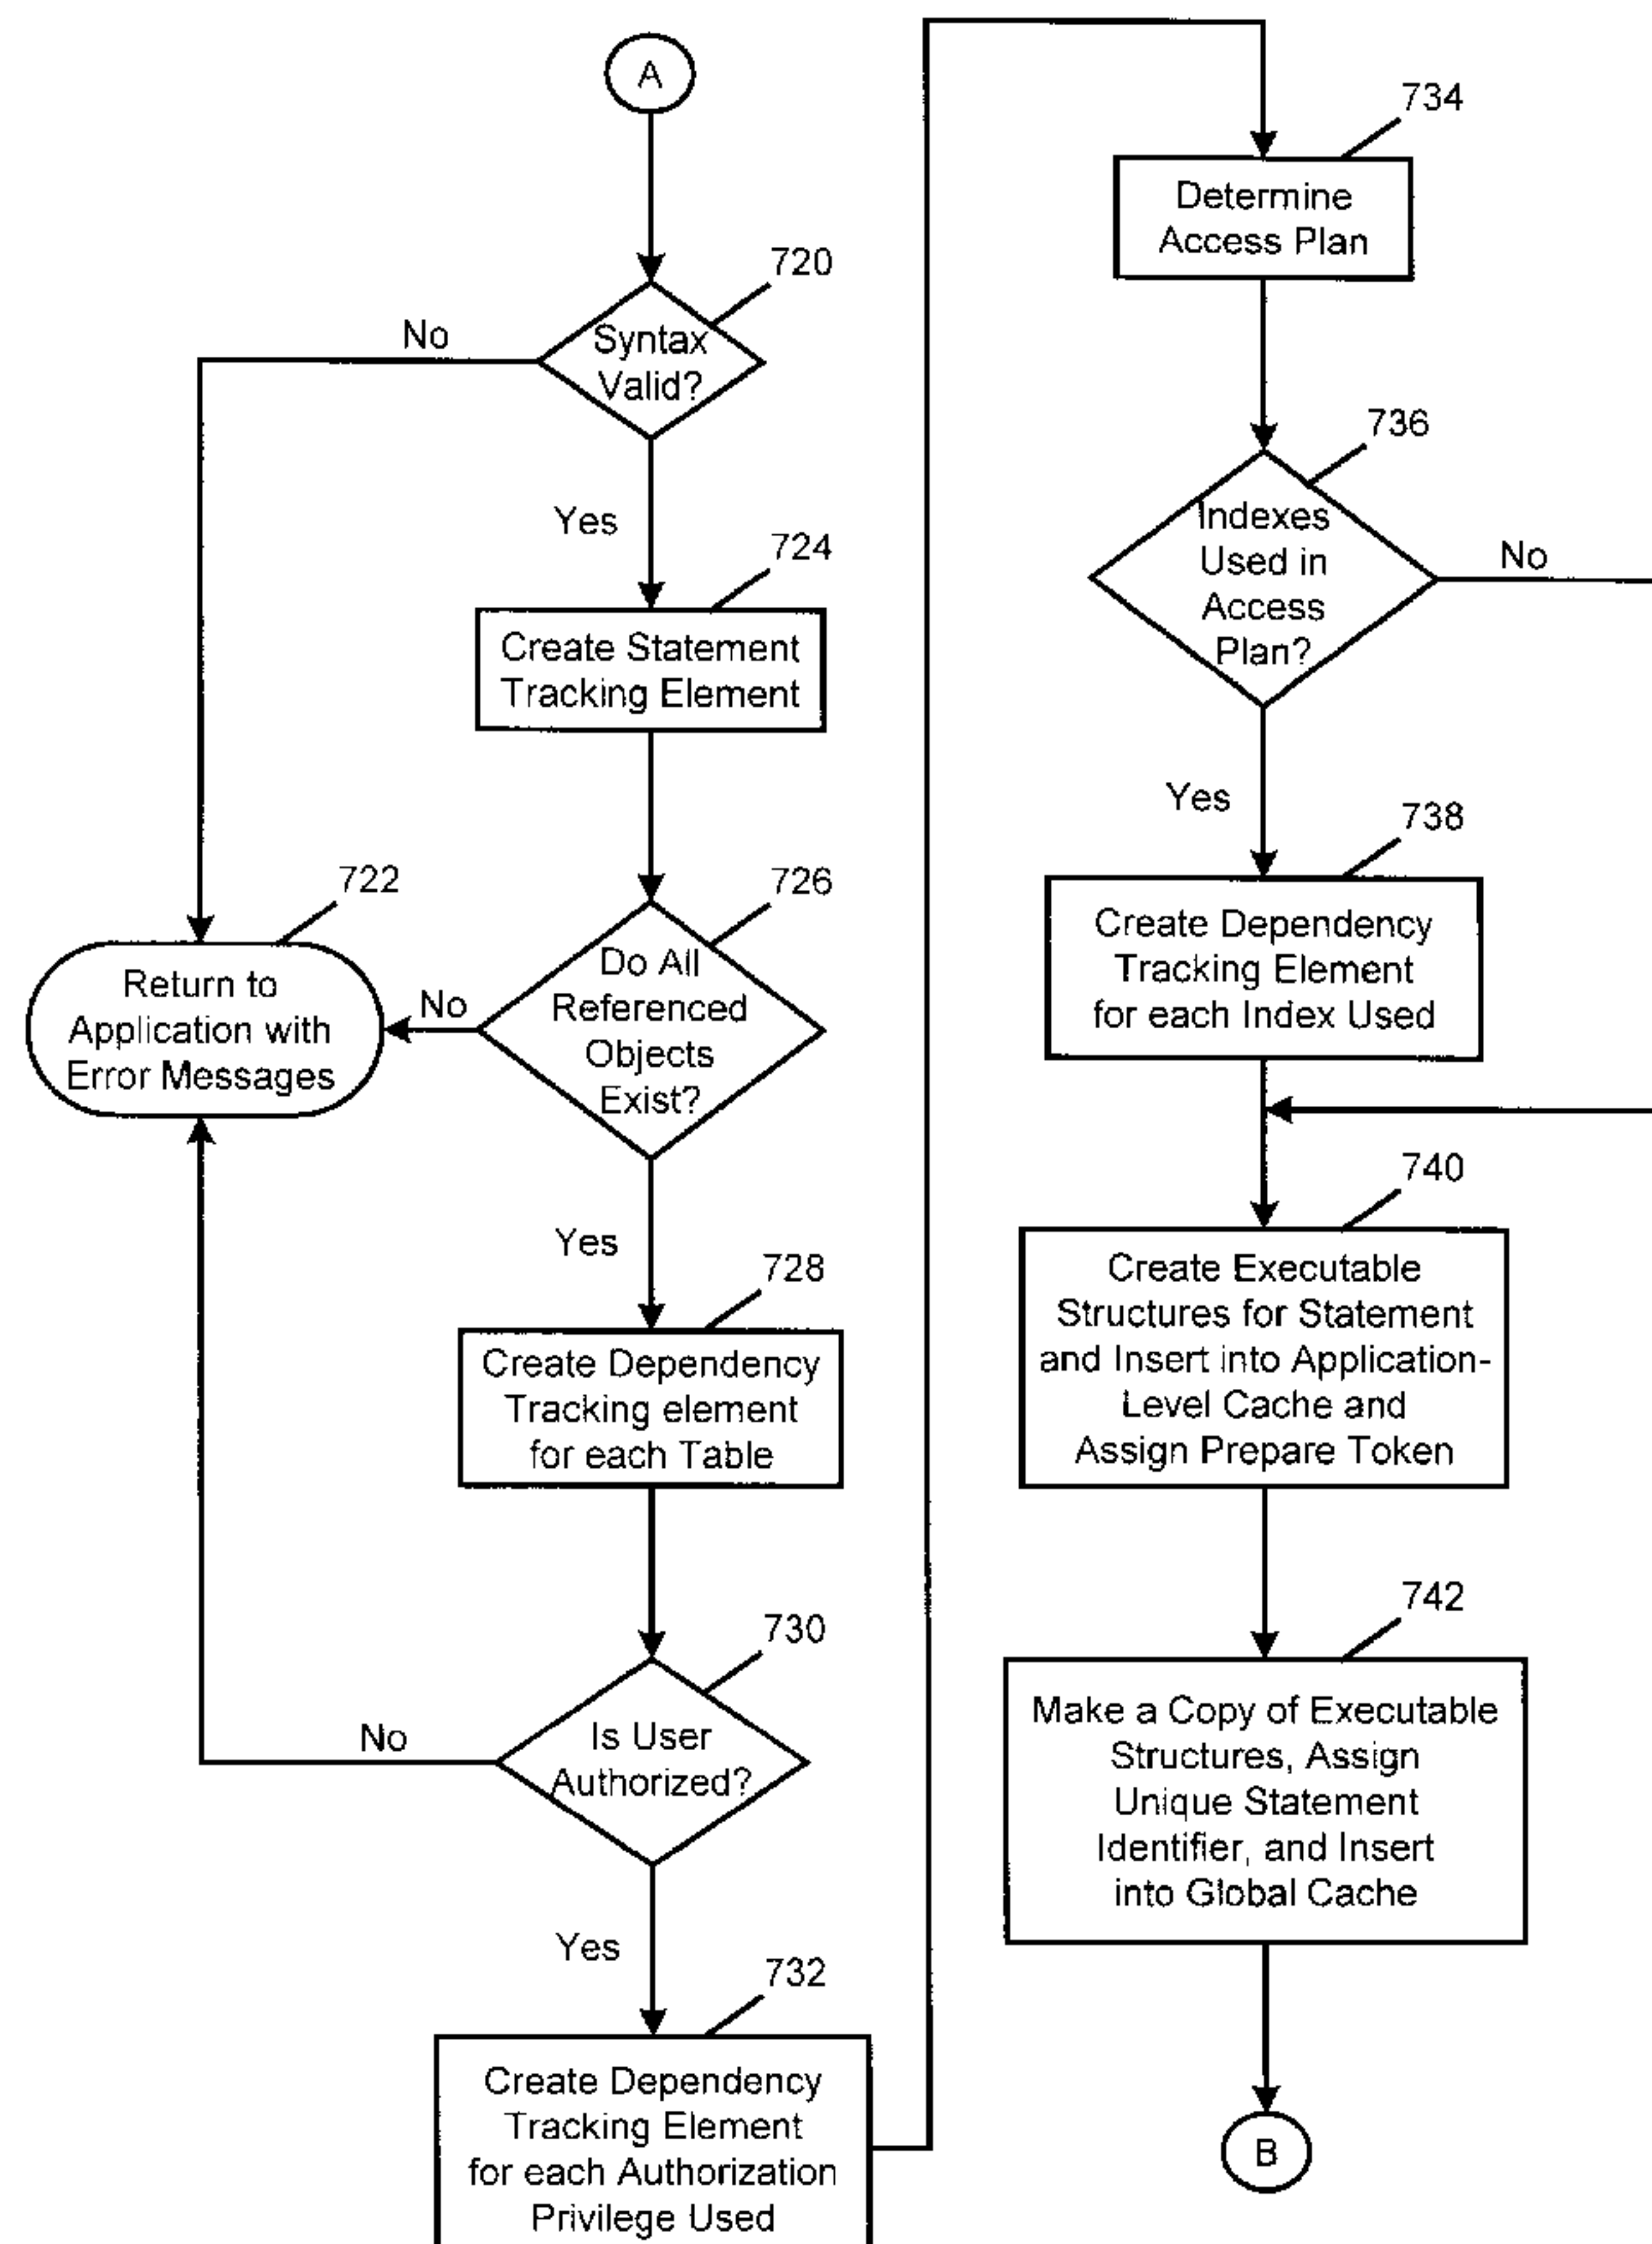 A
720
Syntax
Valid?
No
Yes
724
Create Statement
Tracking Element
722
Return to
Application with
Error Messages
726
Do All
Referenced
Objects
Exist?
No
Yes
728
Create Dependency
Tracking element
for each Table
730
Is User
Authorized?
No
Yes
732
Create Dependency
Tracking Element
for each Authorization
Privilege Used
734
Determine
Access Plan
736
Indexes
Used in
Access
Plan?
No
Yes
738
Create Dependency
Tracking Element
for each Index Used
740
Create Executable
Structures for Statement
and Insert into Application-
Level Cache and
Assign Prepare Token
742
Make a Copy of Executable
Structures, Assign
Unique Statement
Identifier, and Insert
into Global Cache
B